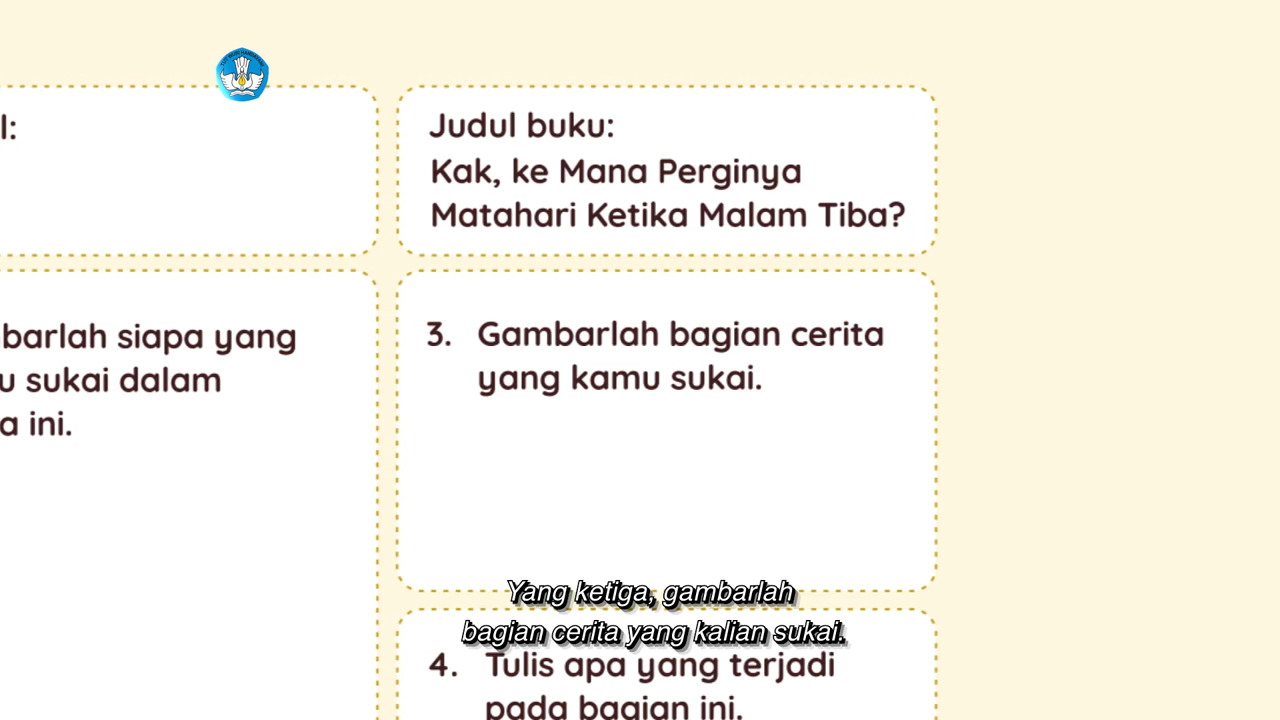 l:
Judul buku:
Kak, ke Mana Perginya
Matahari Ketika Malam Tiba?
barlah siapa yang
u sukai dalam
a ini.
3. Gambarlah bagian cerita
yang kamu sukai.
Yang ketiga, gambarlah
bagian cerita yang kalian sukai.
4. Tulis apa yang terjadi
pada bagian ini.